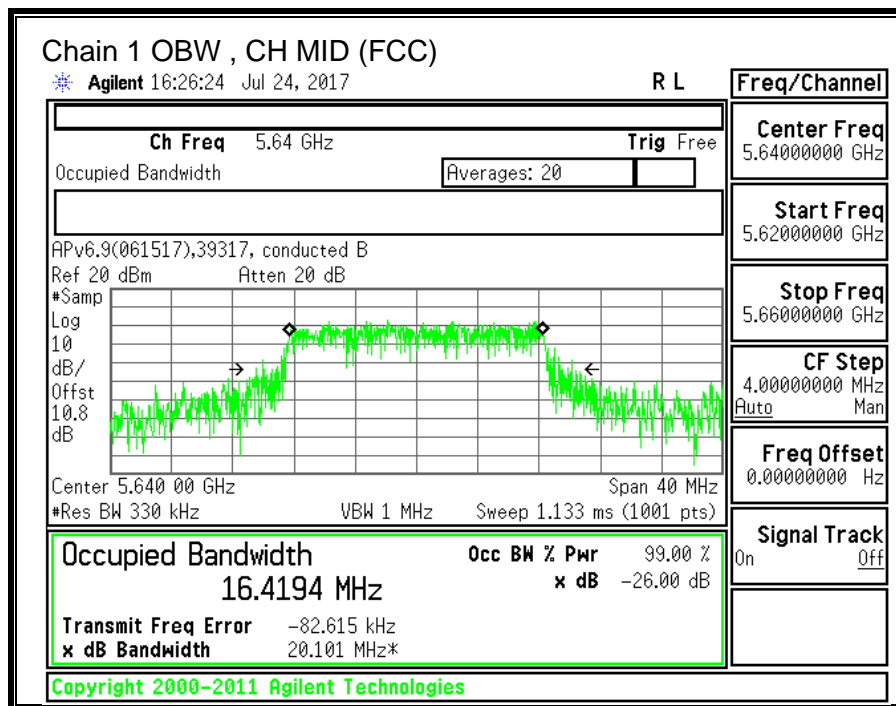 Chain 1 OBW , CH MID (FCC)
Agilent 16:26:24 Jul 24, 2017 R L
Freq/Channel
Ch Freq 5.64 GHz Trig Free
Occupied Bandwidth Averages: 20
Center Freq
5.64000000 GHz
Start Freq
5.62000000 GHz
Stop Freq
5.66000000 GHz
CF Step
4.00000000 MHz
Auto Man
Freq Offset
0.00000000 Hz
Signal Track
On Off
APv6.9(061517),39317, conducted B
Ref 20 dBm Atten 20 dB
#Samp
Log
10
dB/
Offst
10.8
dB
Center 5.640 00 GHz Span 40 MHz
#Res BW 330 kHz VBW 1 MHz Sweep 1.133 ms (1001 pts)
Occupied Bandwidth Occ BW % Pwr 99.00 %
16.4194 MHz x dB -26.00 dB
Transmit Freq Error -82.615 kHz
x dB Bandwidth 20.101 MHz*
Copyright 2000-2011 Agilent Technologies